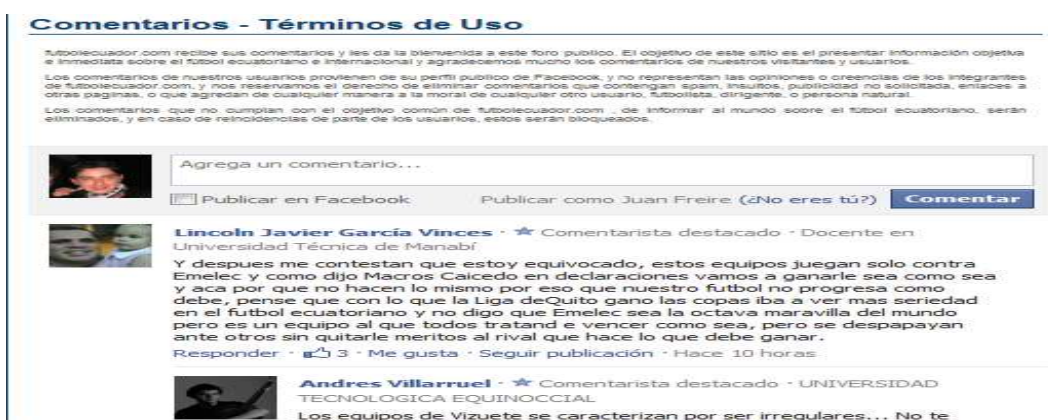 Comentarios - Términos de Uso
futbolecuador.com recibe sus comentarios y les da la bienvenida a este foro publico. El objetivo de este sitio es el presentar información objetiva
e inmediata sobre el fútbol ecuatoriano e internacional y agradecemos mucho los comentarios de nuestros visitantes y usuarios.
Los comentarios de nuestros usuarios provienen de su perfil publico de Facebook, y no representan las opiniones o creencias de los integrantes
de futbolecuador.com, y nos reservamos el derecho de eliminar comentarios que contengan spam, insultos, publicidad no solicitada, enlaces a
otras paginas, o que agredan de cualquier manera a la moral de cualquier otro usuario, futbolista, dirigente, o persona natural.
Los comentarios que no cumplan con el objetivo común de futbolecuador.com , de informar al mundo sobre el fútbol ecuatoriano, serán
eliminados, y en caso de reincidencias de parte de los usuarios, estos serán bloqueados.
Agrega un comentario...
Publicar en Facebook Publicar como Juan Freire (¿No eres tú?) Comentar
Lincoln Javier García Vinces · Comentarista destacado · Docente en
Universidad Técnica de Manabí
Y despues me contestan que estoy equivocado, estos equipos juegan solo contra
Emelec y como dijo Macros Caicedo en declaraciones vamos a ganarle sea como sea
y aca por que no hacen lo mismo por eso que nuestro futbol no progresa como
debe, pense que con lo que la Liga deQuito gano las copas iba a ver mas seriedad
en el futbol ecuatoriano y no digo que Emelec sea la octava maravilla del mundo
pero es un equipo al que todos tratand e vencer como sea, pero se despapayan
ante otros sin quitarle meritos al rival que hace lo que debe ganar.
Responder · 3 · Me gusta · Seguir publicación · Hace 10 horas
Andres Villarruel · Comentarista destacado · UNIVERSIDAD
TECNOLOGICA EQUINOCCIAL
Los equipos de Vizuete se caracterizan por ser irregulares... No te